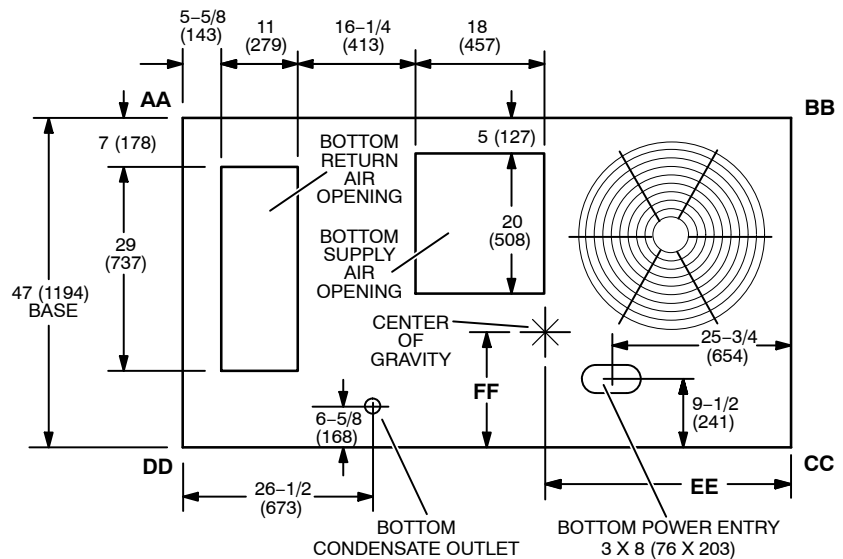 5–5/8
(143)
11
(279)
16–1/4
(413)
18
(457)
AA
BB
7 (178)
BOTTOM
RETURN
AIR
OPENING
5 (127)
29
(737)
20
(508)
BOTTOM
SUPPLY
AIR
OPENING
47 (1194)
BASE
CENTER
OF
GRAVITY
25–3/4
(654)
FF
6–5/8
(168)
9–1/2
(241)
DD
CC
26–1/2
(673)
EE
BOTTOM
CONDENSATE OUTLET
BOTTOM POWER ENTRY
3 X 8 (76 X 203)